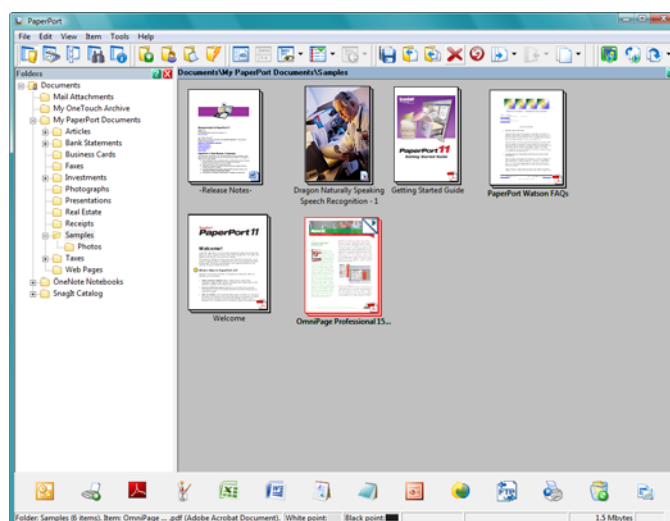 PaperPort
File Edit View Item Tools Help
Folders
Documents\My PaperPort Documents\Samples
Documents
Mail Attachments
My OneTouch Archive
My PaperPort Documents
Articles
Bank Statements
Business Cards
Faxes
Investments
Photographs
Presentations
Real Estate
Receipts
Samples
Photos
Taxes
Web Pages
OneNote Notebooks
SnagIt Catalog
PaperPort 11
Getting Started Guide
-Release Notes-
Dragon Naturally Speaking
Speech Recognition - 1
Getting Started Guide
PaperPort Watson FAQs
PaperPort 11
Welcome!
Welcome
OmniPage Professional 15...
FTP
Folder: Samples (6 items). Item: OmniPage ... .pdf (Adobe Acrobat Document).
White point:
Black point:
1.5 Mbytes